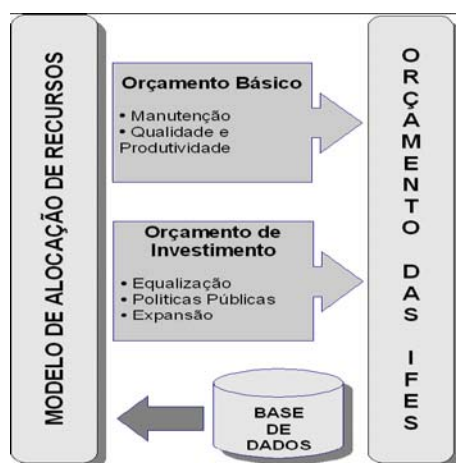 MODELO DE ALOCAÇÃO DE RECURSOS
Orçamento Básico
• Manutenção
• Qualidade e
Produtividade
Orçamento de
Investimento
• Equalização
• Politicas Públicas
• Expansão
BASE
DE
DADOS
ORÇAMENTO DAS IFES